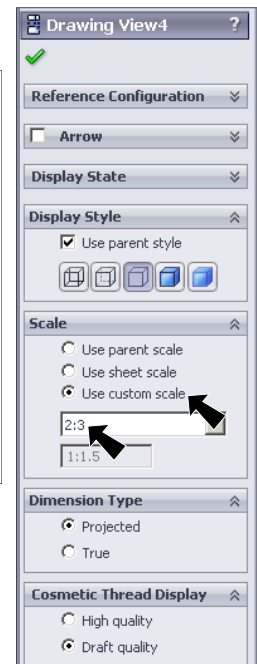 Drawing View4 ?
Reference Configuration
Arrow
Display State
Display Style
Use parent style
Scale
Use parent scale
Use sheet scale
Use custom scale
2:3
1:1.5
Dimension Type
Projected
True
Cosmetic Thread Display
High quality
Draft quality